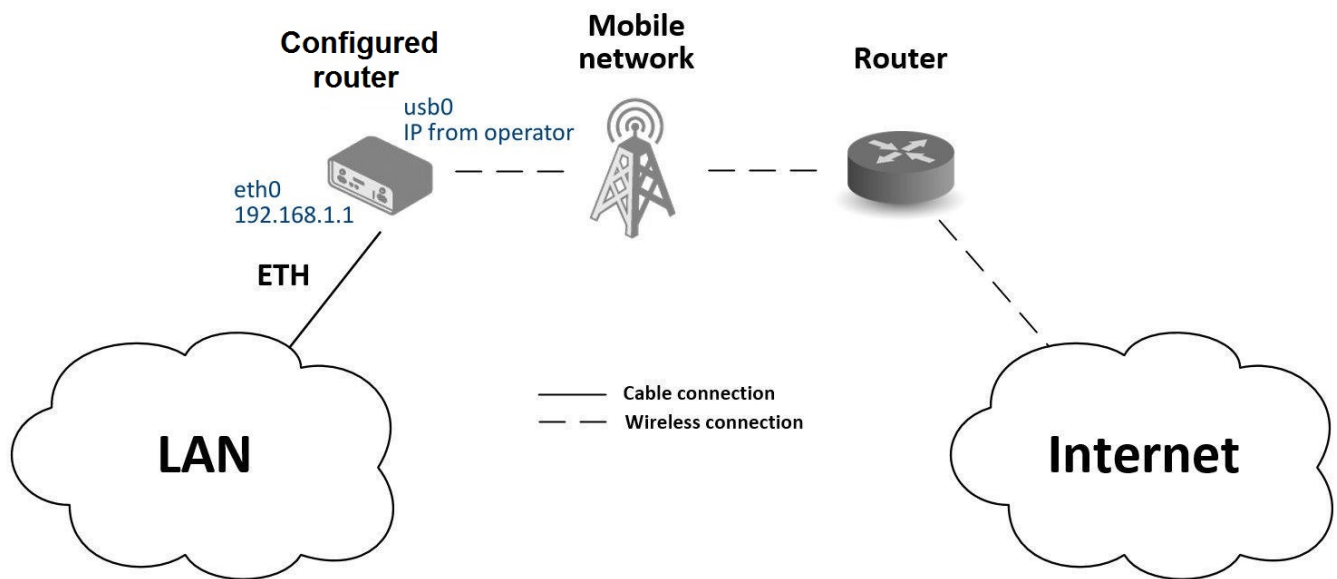 Configured
router
Mobile
network
Router
usb0
IP from operator
eth0
192.168.1.1
ETH
LAN
Cable connection
Wireless connection
Internet